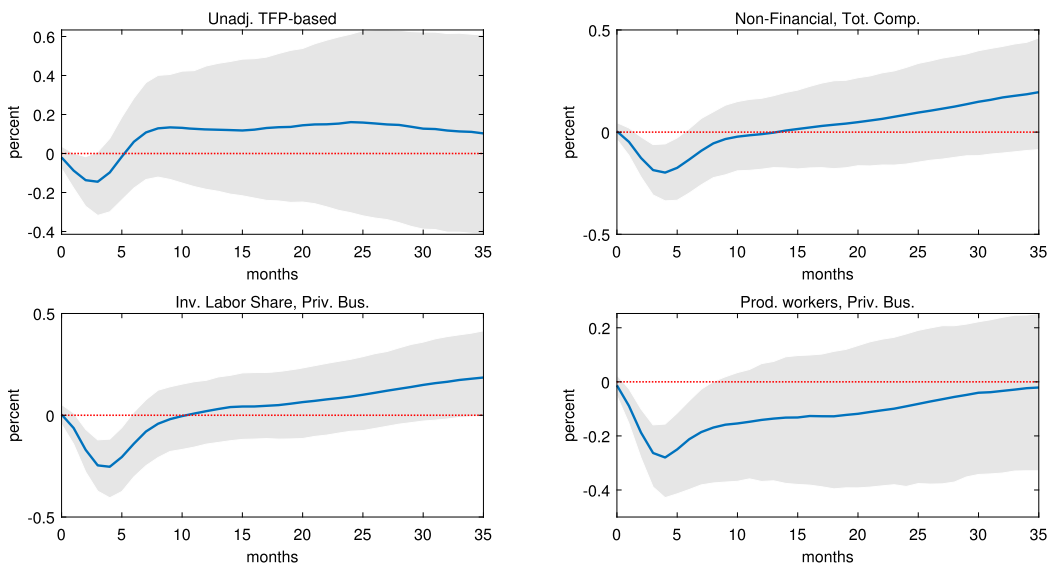 Unadj. TFP-based
0.6
0.4
0.2
0
-0.2
-0.4
percent
0 5 10 15 20 25 30 35
months
Non-Financial, Tot. Comp.
0.5
0
-0.5
percent
0 5 10 15 20 25 30 35
months
Inv. Labor Share, Priv. Bus.
0.5
0
-0.5
percent
0 5 10 15 20 25 30 35
months
Prod. workers, Priv. Bus.
0.2
0
-0.2
-0.4
percent
0 5 10 15 20 25 30 35
months